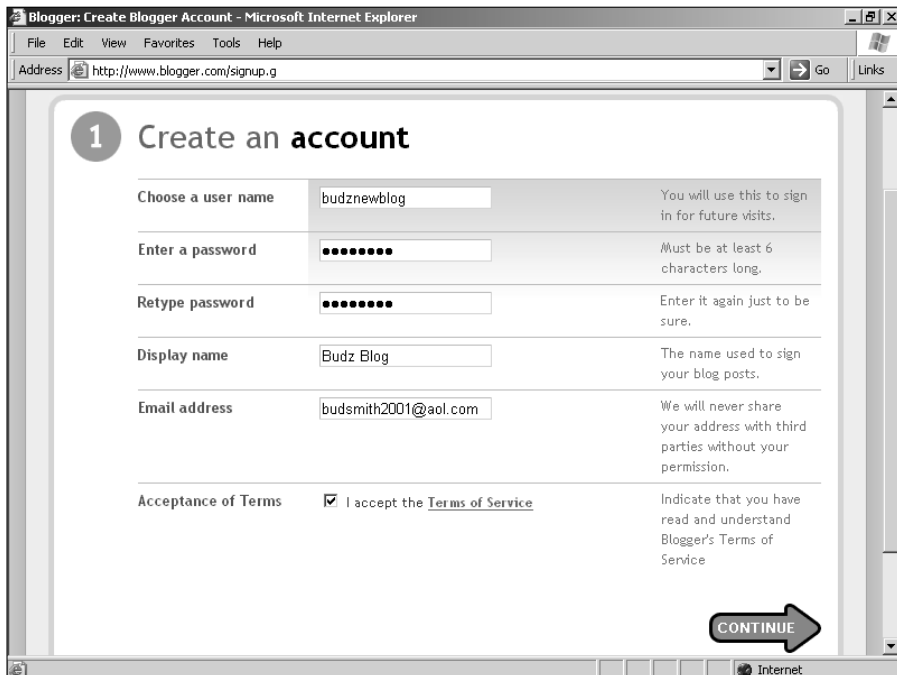 Blogger: Create Blogger Account - Microsoft Internet Explorer
File Edit View Favorites Tools Help
Address http://www.blogger.com/signup.g Go Links
1 Create an account
Choose a user name budznewblog You will use this to sign
in for future visits.
Enter a password •••••••• Must be at least 6
characters long.
Retype password •••••••• Enter it again just to be
sure.
Display name Budz Blog The name used to sign
your blog posts.
Email address budsmith2001@aol.com We will never share
your address with third
parties without your
permission.
Acceptance of Terms I accept the Terms of Service Indicate that you have
read and understand
Blogger's Terms of
Service
CONTINUE
Internet